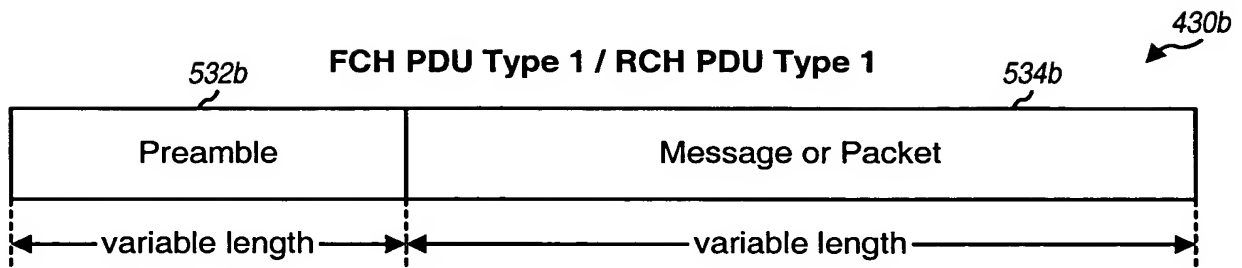 430b
FCH PDU Type 1 / RCH PDU Type 1
532b
534b
Preamble
Message or Packet
variable length
variable length